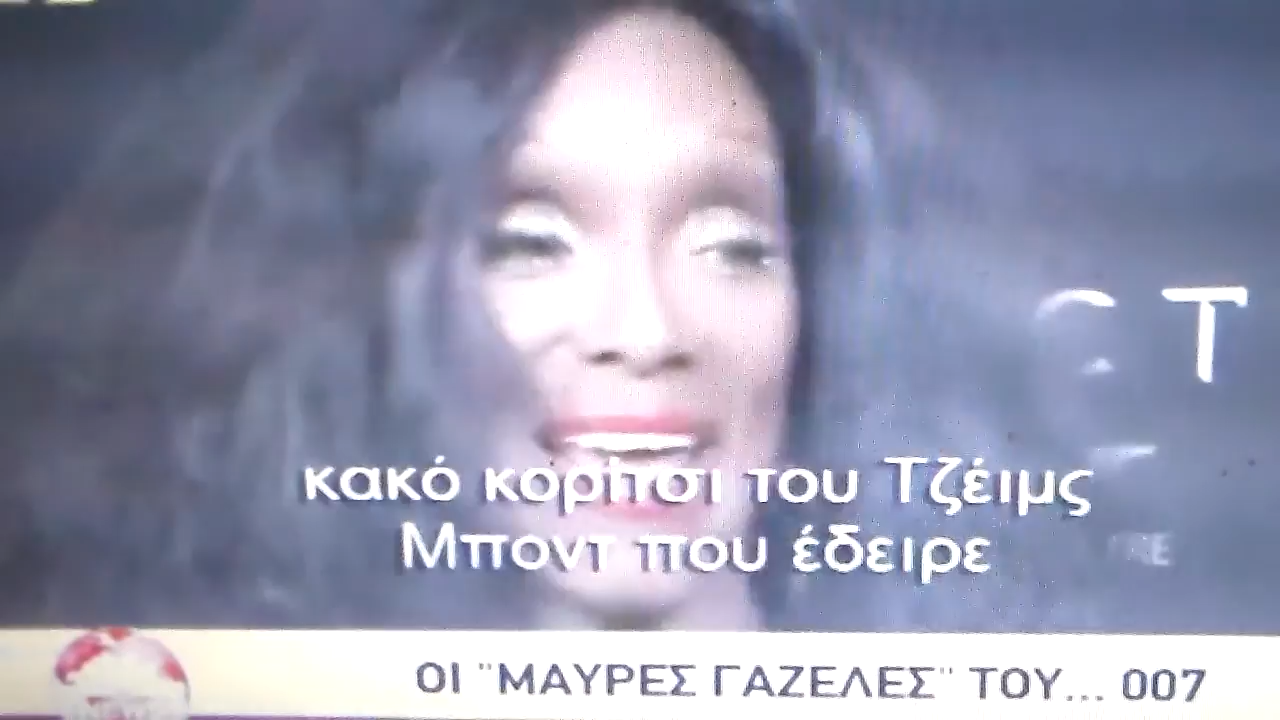 Τ
κακό κορίτσι του Τζέιμς
Μποντ που έδειρε
ΟΙ "ΜΑΥΡΕΣ ΓΑΖΕΛΕΣ" ΤΟΥ... 007